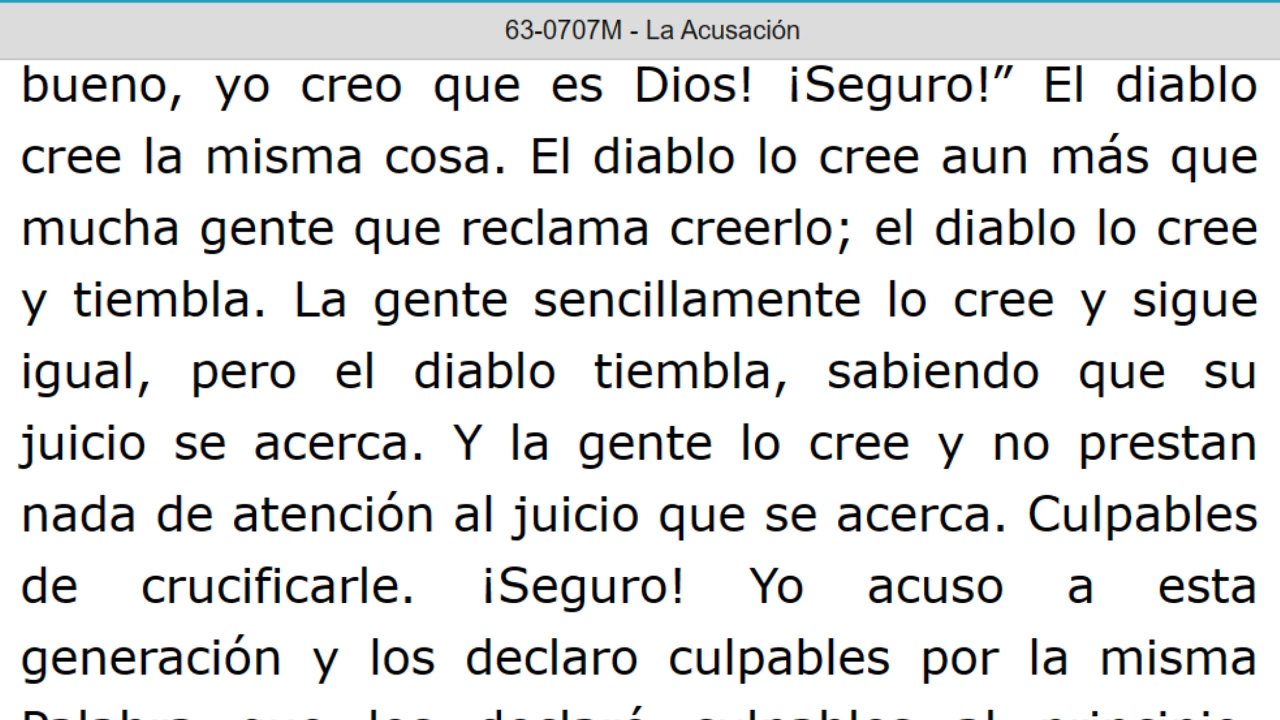 63-0707M - La Acusación
bueno, yo creo que es Dios! ¡Seguro!” El diablo
cree la misma cosa. El diablo lo cree aun más que
mucha gente que reclama creerlo; el diablo lo cree
y tiembla. La gente sencillamente lo cree y sigue
igual, pero el diablo tiembla, sabiendo que su
juicio se acerca. Y la gente lo cree y no prestan
nada de atención al juicio que se acerca. Culpables
de crucificarle. ¡Seguro! Yo acuso a esta
generación y los declaro culpables por la misma